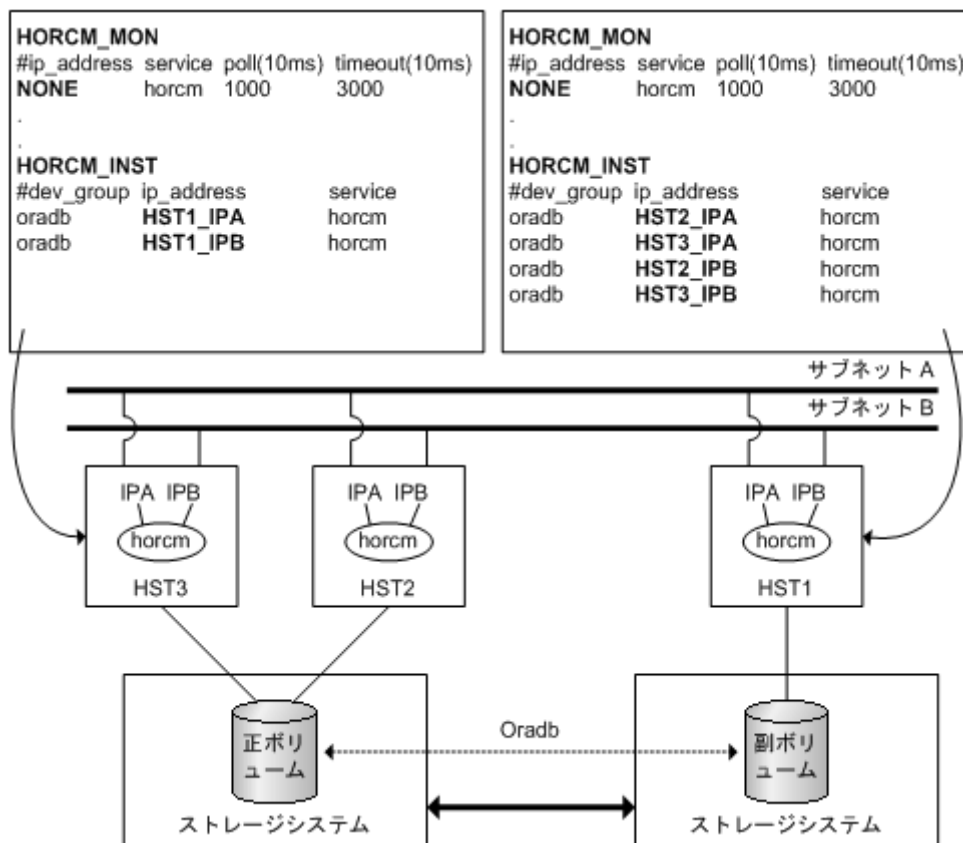 HORCM_MON
#ip_address service poll(10ms) timeout(10ms)
NONE horcm 1000 3000
.
.
HORCM_INST
#dev_group ip_address service
oradb HST1_IPA horcm
oradb HST1_IPB horcm
HORCM_MON
#ip_address service poll(10ms) timeout(10ms)
NONE horcm 1000 3000
.
.
HORCM_INST
#dev_group ip_address service
oradb HST2_IPA horcm
oradb HST3_IPA horcm
oradb HST2_IPB horcm
oradb HST3_IPB horcm
サブネット A
サブネット B
IPA IPB
horcm
HST3
IPA IPB
horcm
HST2
IPA IPB
horcm
HST1
正ボリ
ューム
ストレージシステム
Oradb
副ボリ
ューム
ストレージシステム